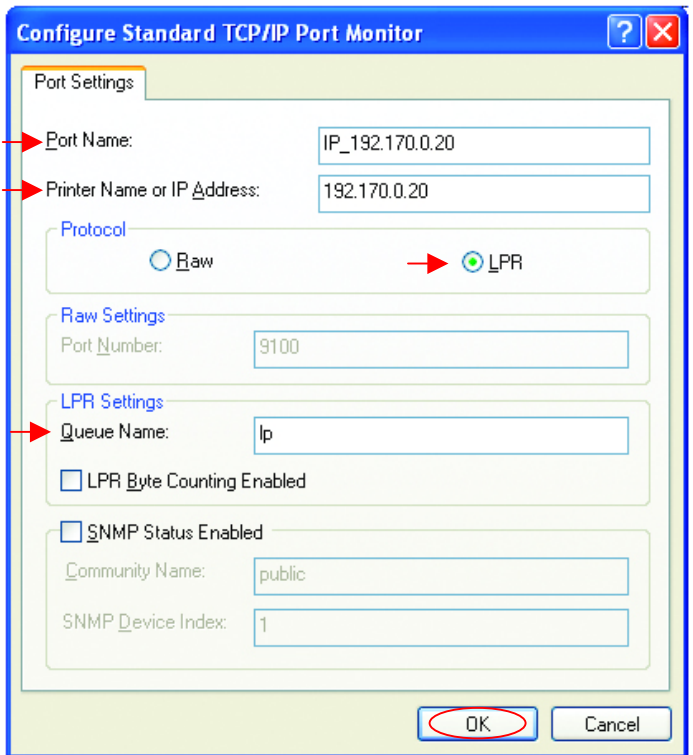 Configure Standard TCP/IP Port Monitor
Port Settings
Port Name: IP_192.170.0.20
Printer Name or IP Address: 192.170.0.20
Protocol
Raw LPR
Raw Settings
Port Number: 9100
LPR Settings
Queue Name: lp
LPR Byte Counting Enabled
SNMP Status Enabled
Community Name: public
SNMP Device Index: 1
OK Cancel